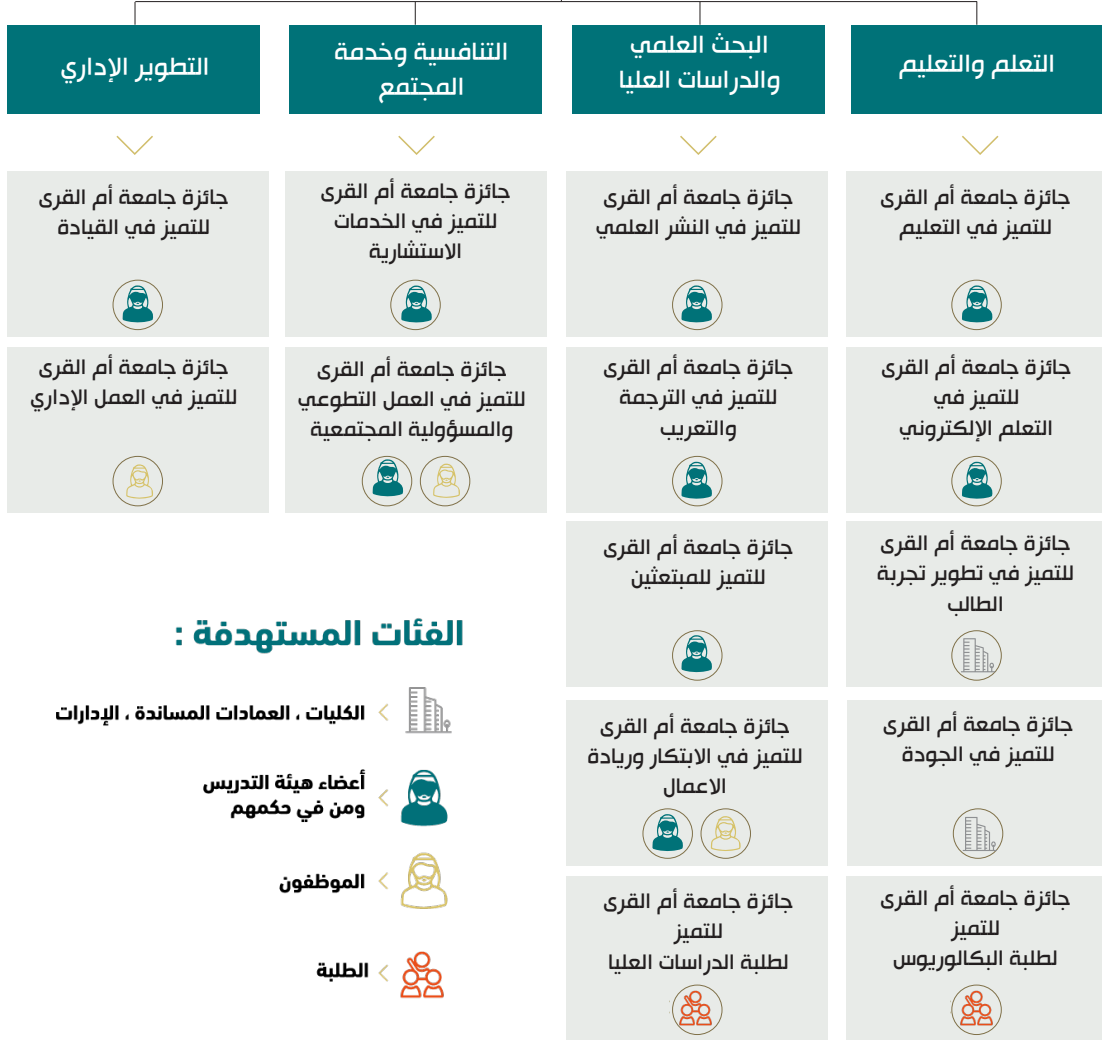 التعلم والتعليم
البحث العلمي
والدراسات العليا
التنافسية وخدمة
المجتمع
التطوير الإداري
جائزة جامعة أم القرى
للتميز في التعليم
جائزة جامعة أم القرى
للتميز في
التعلم الإلكتروني
جائزة جامعة أم القرى
للتميز في تطوير تجربة
الطالب
جائزة جامعة أم القرى
للتميز في الجودة
جائزة جامعة أم القرى
للتميز
لطلبة البكالوريوس
جائزة جامعة أم القرى
للتميز في النشر العلمي
جائزة جامعة أم القرى
للتميز في الترجمة
والتعريب
جائزة جامعة أم القرى
للتميز للمبتعثين
جائزة جامعة أم القرى
للتميز في الابتكار وريادة
الاعمال
جائزة جامعة أم القرى
للتميز
لطلبة الدراسات العليا
جائزة جامعة أم القرى
للتميز في الخدمات
الاستشارية
جائزة جامعة أم القرى
للتميز في العمل التطوعي
والمسؤولية المجتمعية
جائزة جامعة أم القرى
للتميز في القيادة
جائزة جامعة أم القرى
للتميز في العمل الإداري
الفئات المستهدفة :
الكليات ، العمادات المساندة ، الإدارات
أعضاء هيئة التدريس
ومن في حكمهم
الموظفون
الطلبة